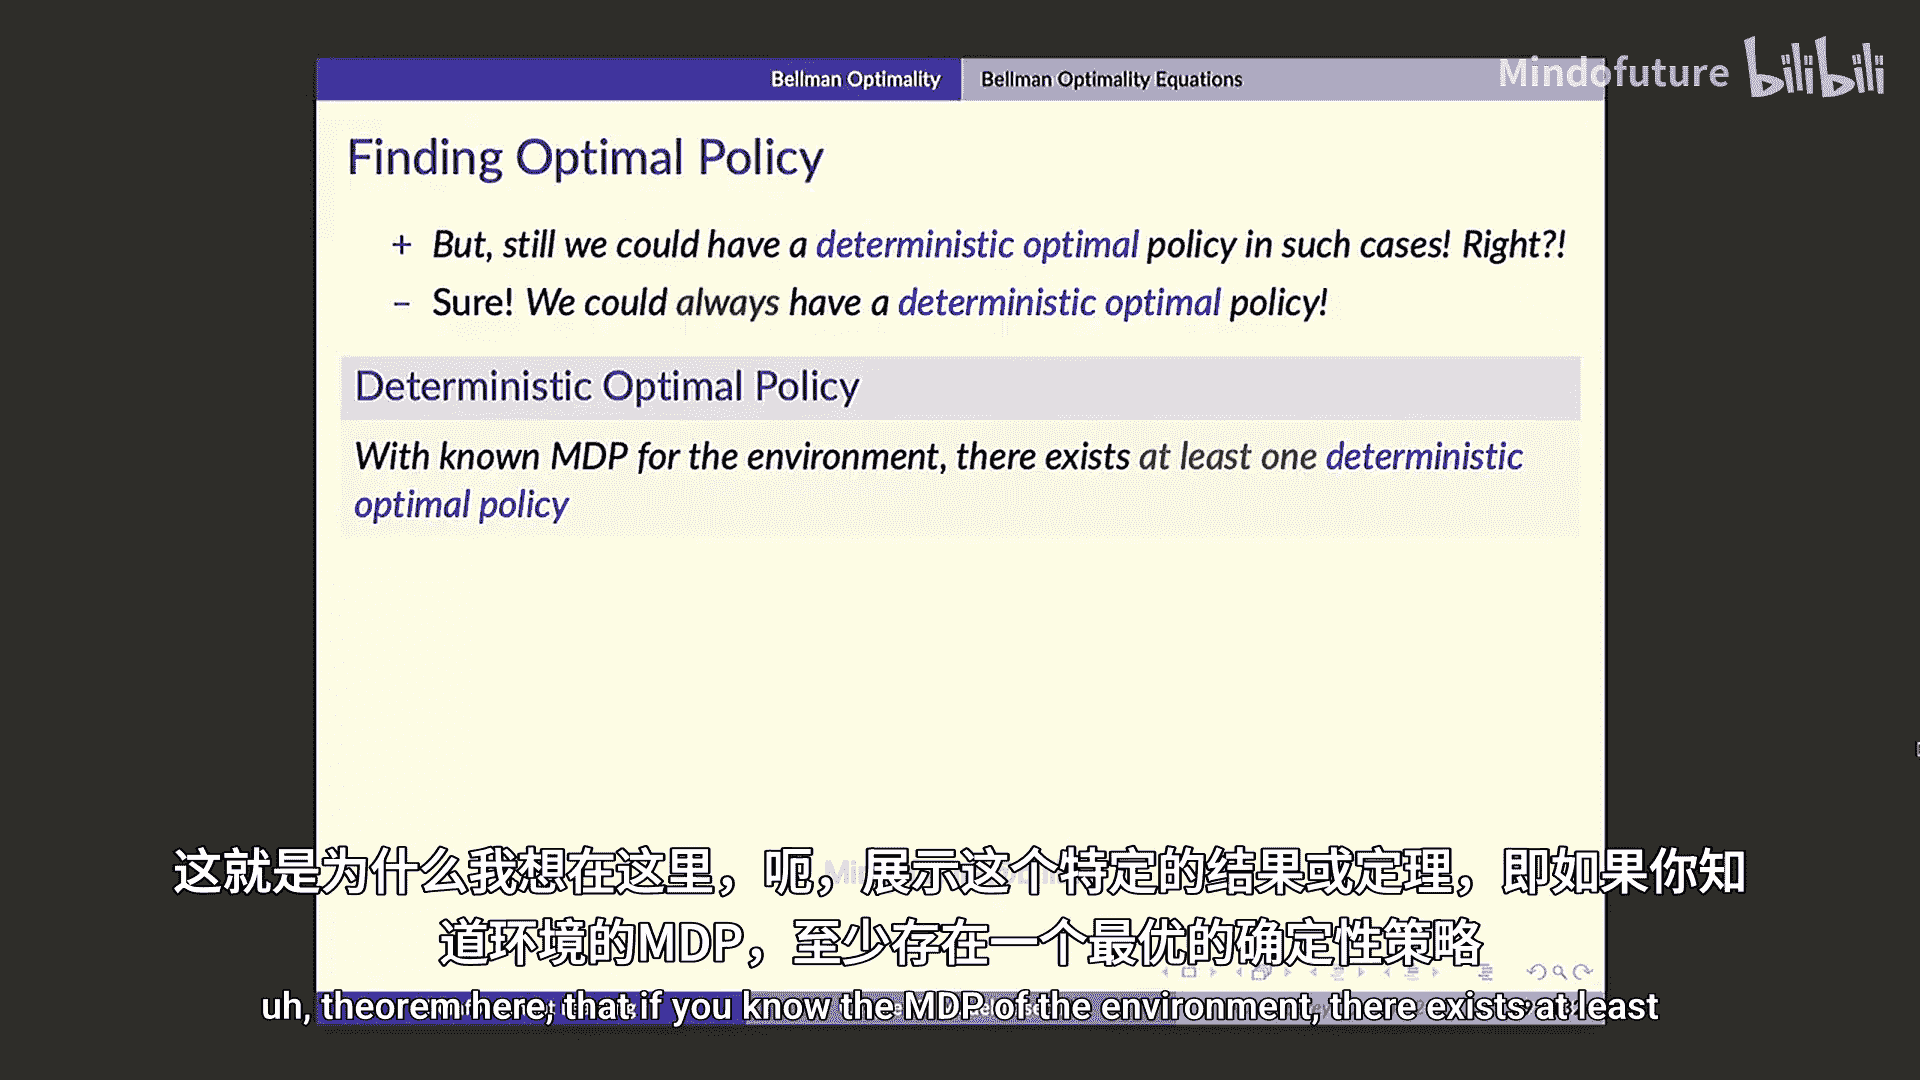 Mindofuture bilibili
Bellman Optimality Bellman Optimality Equations
Finding Optimal Policy
+ But, still we could have a deterministic optimal policy in such cases! Right?!
– Sure! We could always have a deterministic optimal policy!
Deterministic Optimal Policy
With known MDP for the environment, there exists at least one deterministic
optimal policy
这就是为什么我想在这里，呃，展示这个特定的结果或定理，即如果你知
道环境的MDP，至少存在一个最优的确定性策略
uh, theorem here, that if you know the MDP of the environment, there exists at least